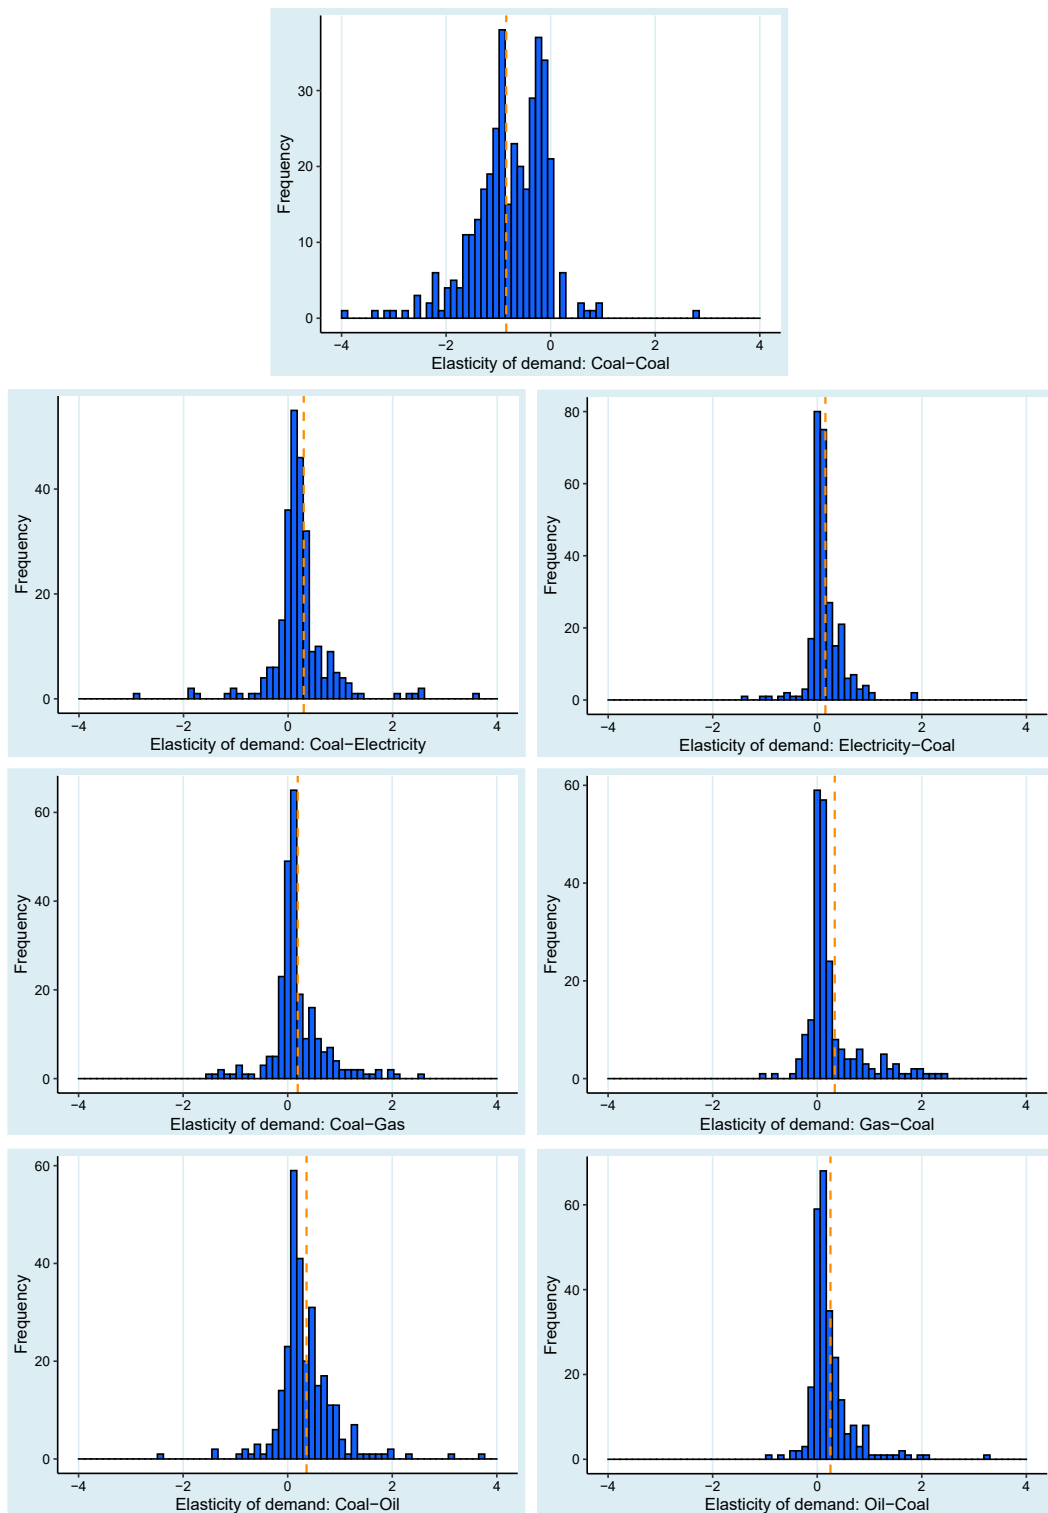 30
20
10
0
Frequency
−4 −2 0 2 4
Elasticity of demand: Coal−Coal
40
20
0
Frequency
−4 −2 0 2 4
Elasticity of demand: Coal−Electricity
80
60
40
20
0
Frequency
−4 −2 0 2 4
Elasticity of demand: Electricity−Coal
60
40
20
0
Frequency
−4 −2 0 2 4
Elasticity of demand: Coal−Gas
60
40
20
0
Frequency
−4 −2 0 2 4
Elasticity of demand: Gas−Coal
60
40
20
0
Frequency
−4 −2 0 2 4
Elasticity of demand: Coal−Oil
60
40
20
0
Frequency
−4 −2 0 2 4
Elasticity of demand: Oil−Coal